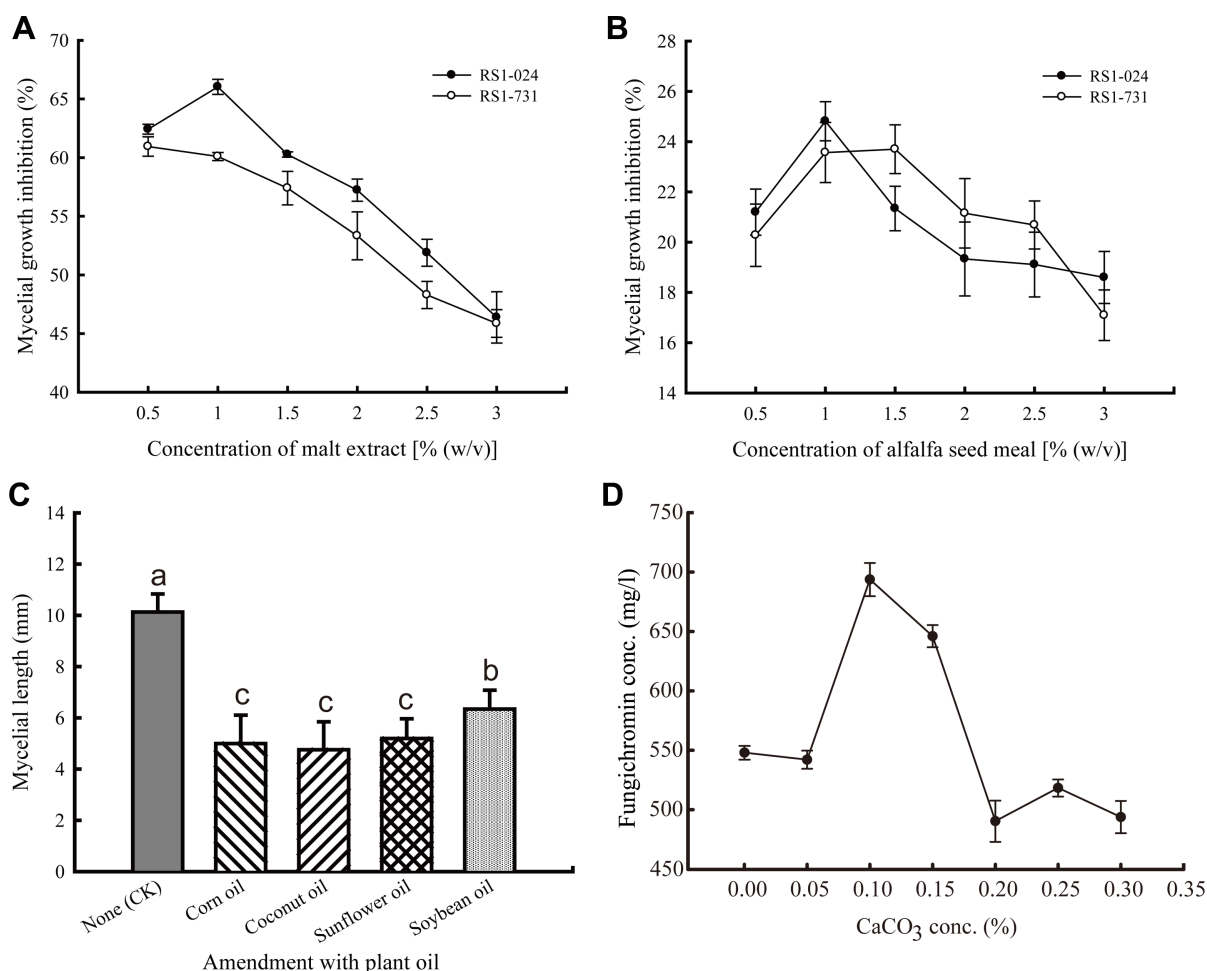 A
70
65
60
55
50
45
40
Mycelial growth inhibition (%)
RS1-024
RS1-731
0.5 1 1.5 2 2.5 3
Concentration of malt extract [% (w/v)]
B
28
26
24
22
20
18
16
14
Mycelial growth inhibition (%)
RS1-024
RS1-731
0.5 1 1.5 2 2.5 3
Concentration of alfalfa seed meal [% (w/v)]
C
14
12
10
8
6
4
2
0
Mycelial length (mm)
a
c
c
c
b
None (CK)
Corn oil
Coconut oil
Sunflower oil
Soybean oil
Amendment with plant oil
D
750
700
650
600
550
500
450
Fungichromin conc. (mg/l)
0.00 0.05 0.10 0.15 0.20 0.25 0.30 0.35
CaCO3 conc. (%)